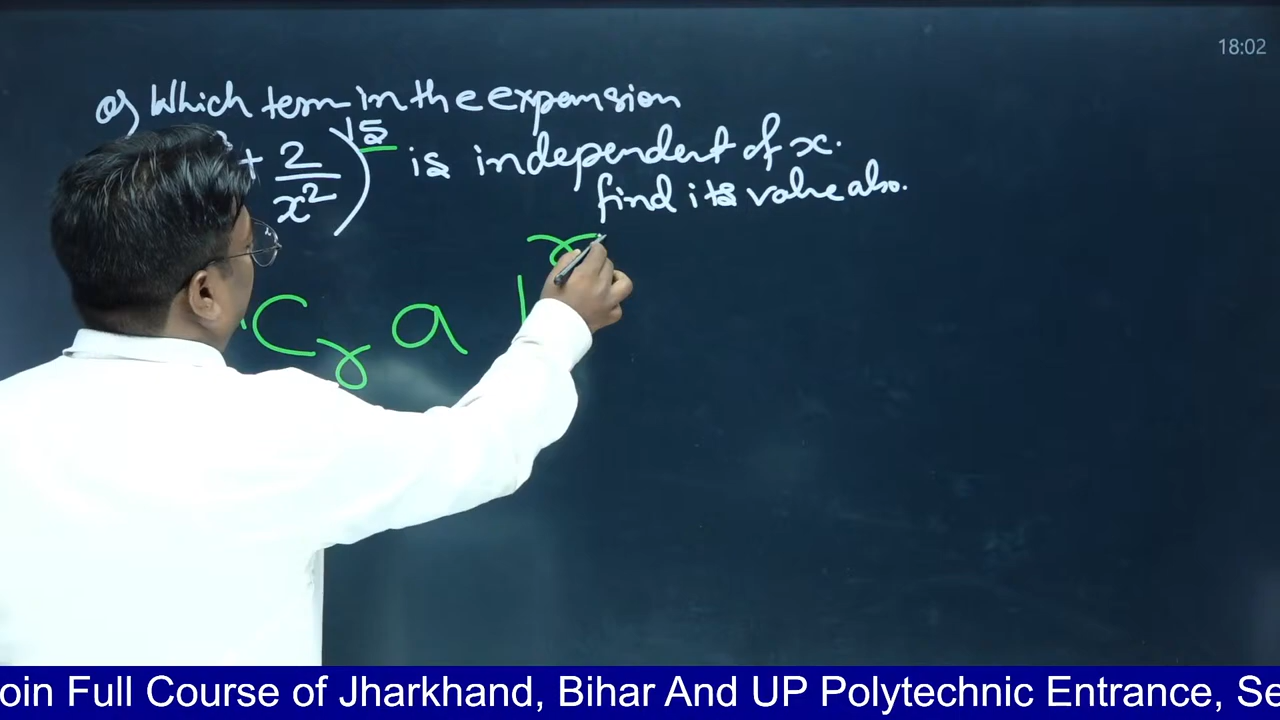 18:02
Q) Which term in the expansion
3 + 2/x² )¹⁵ is independent of x.
find its value also.
C r a b r
oin Full Course of Jharkhand, Bihar And UP Polytechnic Entrance, Se